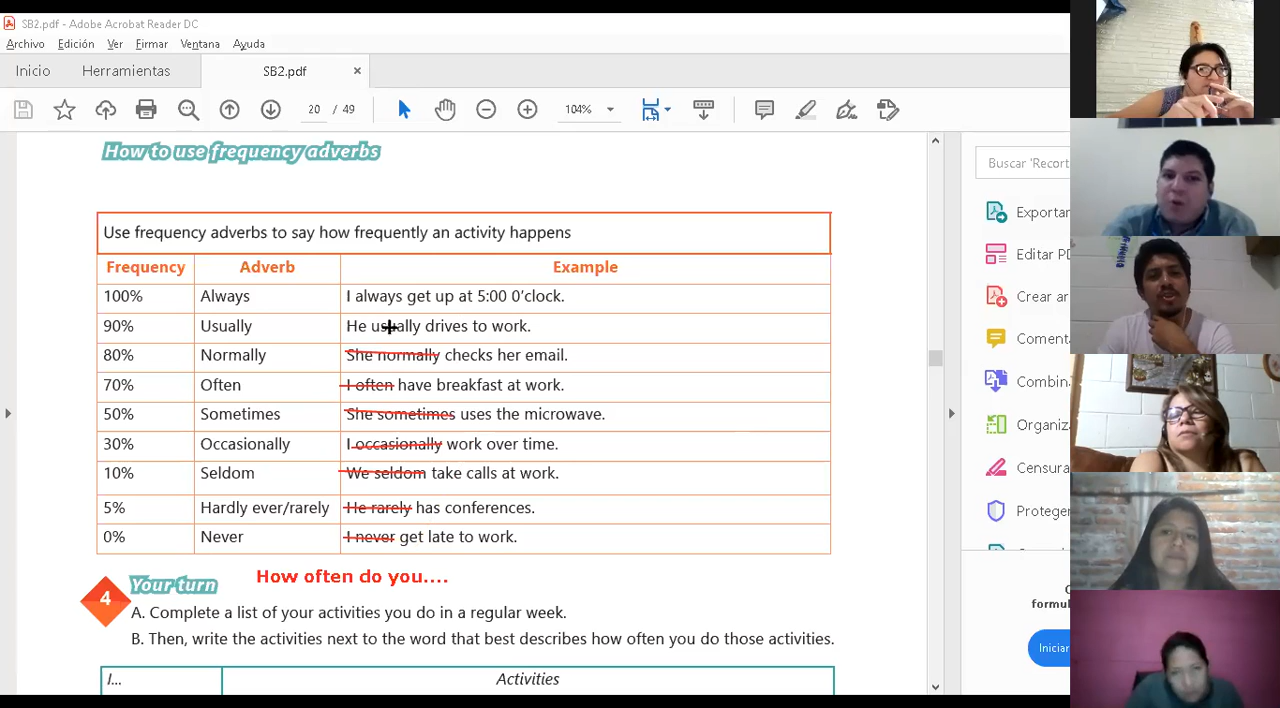 SB2.pdf - Adobe Acrobat Reader DC
Archivo Edición Ver Firmar Ventana Ayuda
Inicio Herramientas SB2.pdf ×
20 / 49 104%
How to use frequency adverbs
Use frequency adverbs to say how frequently an activity happens
Frequency Adverb Example
100% Always I always get up at 5:00 0'clock.
90% Usually He usually drives to work.
80% Normally She normally checks her email.
70% Often I often have breakfast at work.
50% Sometimes She sometimes uses the microwave.
30% Occasionally I occasionally work over time.
10% Seldom We seldom take calls at work.
5% Hardly ever/rarely He rarely has conferences.
0% Never I never get late to work.
How often do you....
4 Your turn
A. Complete a list of your activities you do in a regular week.
B. Then, write the activities next to the word that best describes how often you do those activities.
I... Activities
Buscar 'Recort
Exportar
Editar PD
Crear ar
Comenta
Combin
Organiza
Censura
Proteger
formul
Iniciar